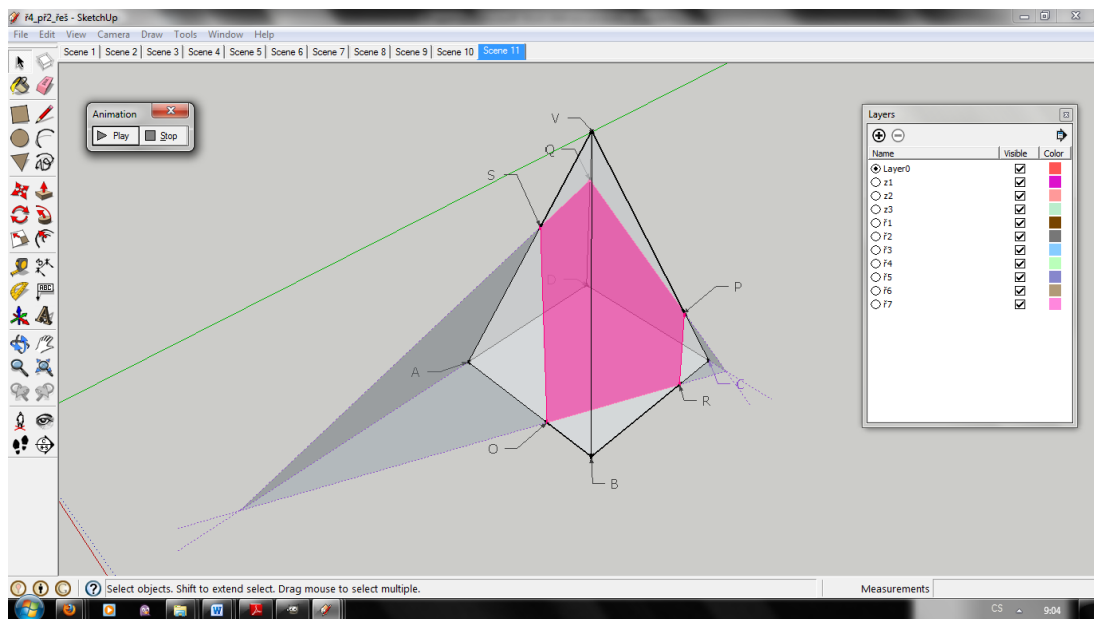 ř4_př2_řeš - SketchUp
File Edit View Camera Draw Tools Window Help
Scene 1 Scene 2 Scene 3 Scene 4 Scene 5 Scene 6 Scene 7 Scene 8 Scene 9 Scene 10 Scene 11
Animation
Play Stop
Layers
Name Visible Color
Layer0
z1
z2
z3
ř1
ř2
ř3
ř4
ř5
ř6
ř7
V
Q
S
D
P
A
C
R
O
B
ABC
Select objects. Shift to extend select. Drag mouse to select multiple.
Measurements
CS 9:04